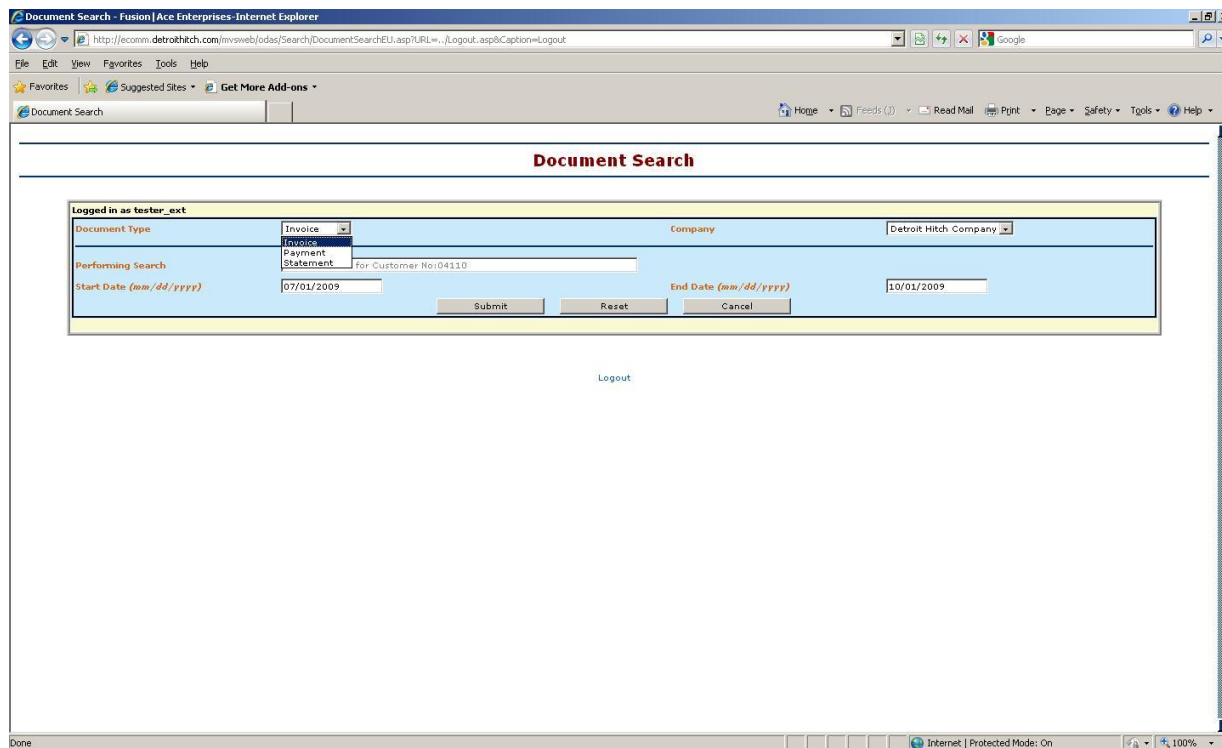 Document Search - Fusion | Ace Enterprises-Internet Explorer
http://ecomm.detroithitch.com/mvsweb/odas/Search/DocumentSearchEU.asp?URL=../Logout.asp&Caption=Logout Google
File Edit View Favorites Tools Help
Favorites Suggested Sites Get More Add-ons
Document Search Home Feeds (J) Read Mail Print Page Safety Tools Help
Document Search
Logged in as tester_ext
Document Type Invoice Company Detroit Hitch Company
Invoice
Payment
Statement
Performing Search for Customer No:04110
Start Date (mm/dd/yyyy) 07/01/2009 End Date (mm/dd/yyyy) 10/01/2009
Submit Reset Cancel
Logout
Done Internet | Protected Mode: On 100%